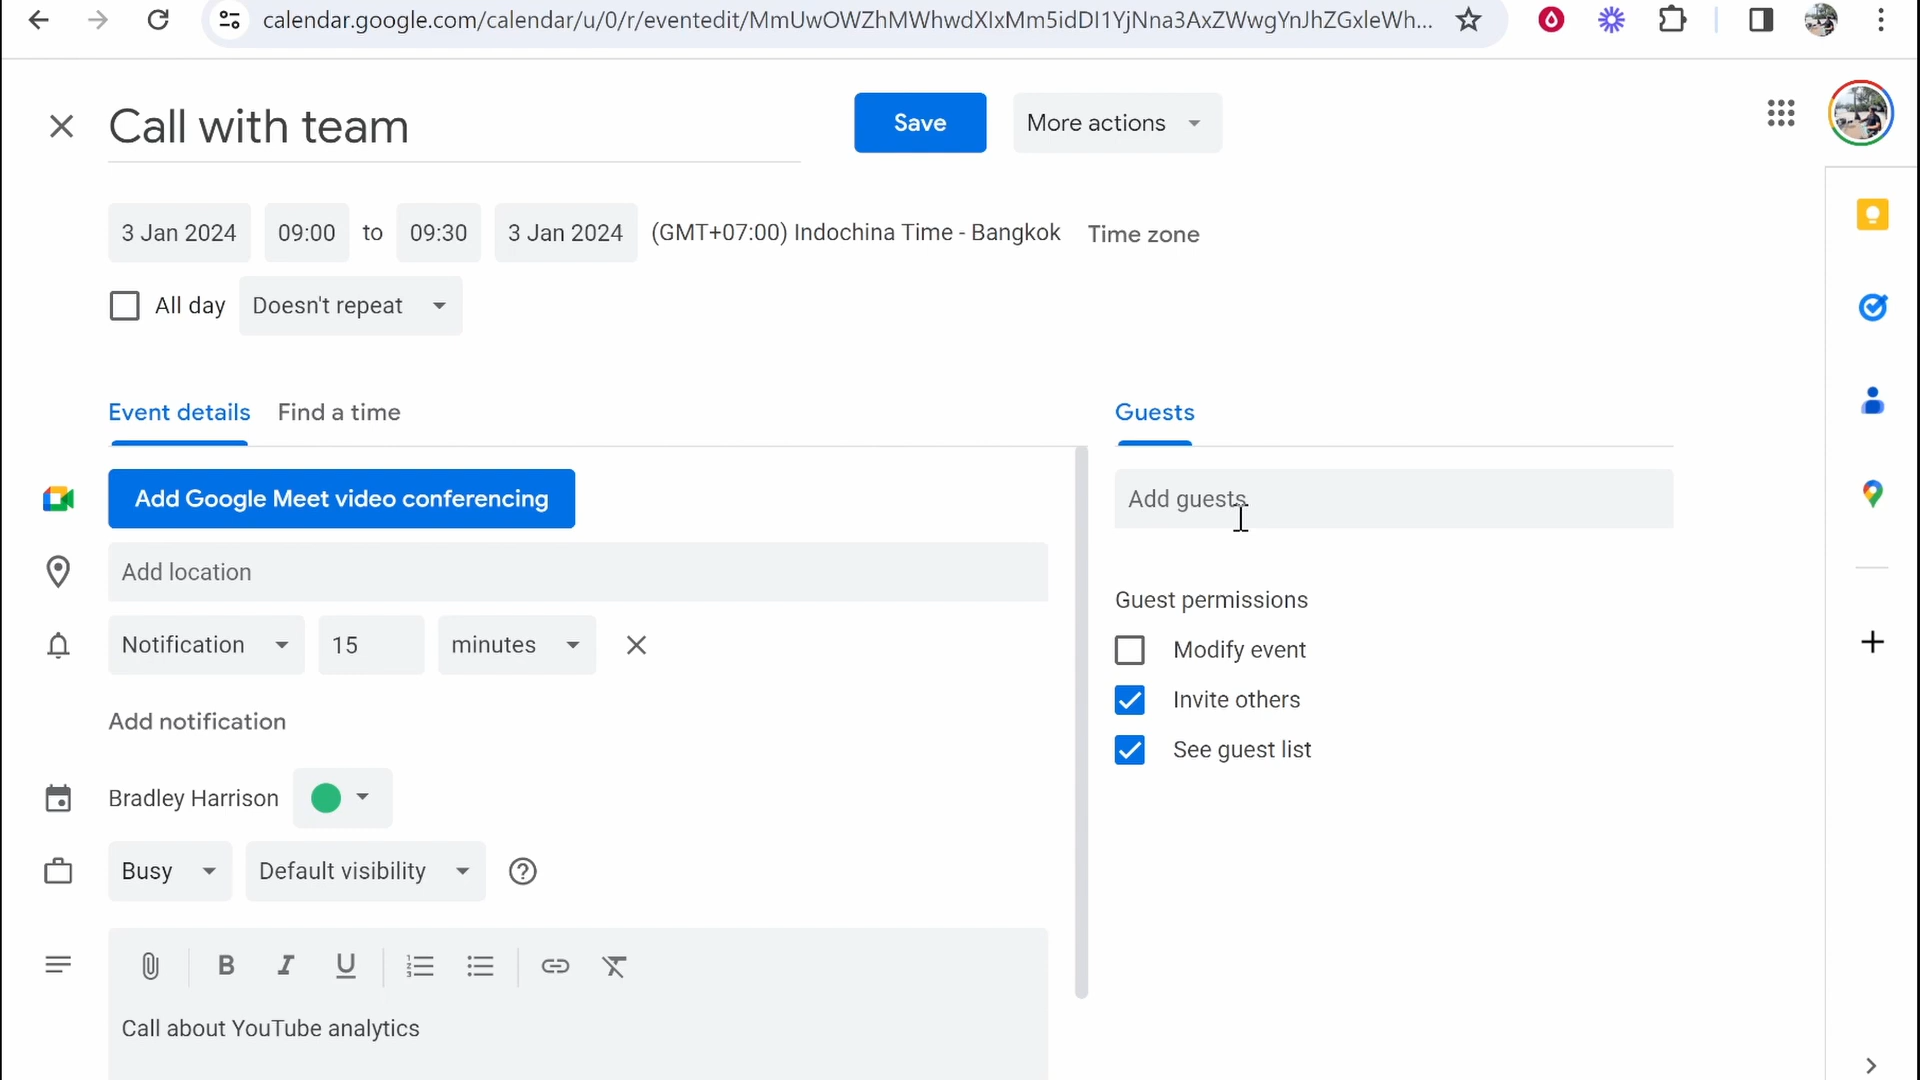 calendar.google.com/calendar/u/0/r/eventedit/MmUwOWZhMWhwdXIxMm5idDI1YjNna3AxZWwgYnJhZGxleWh...
Call with team
Save
More actions
3 Jan 2024 09:00 to 09:30 3 Jan 2024 (GMT+07:00) Indochina Time - Bangkok Time zone
All day Doesn't repeat
Event details Find a time
Guests
Add Google Meet video conferencing
Add guests
Add location
Guest permissions
Notification 15 minutes
Modify event
Invite others
Add notification
See guest list
Bradley Harrison
Busy Default visibility
Call about YouTube analytics